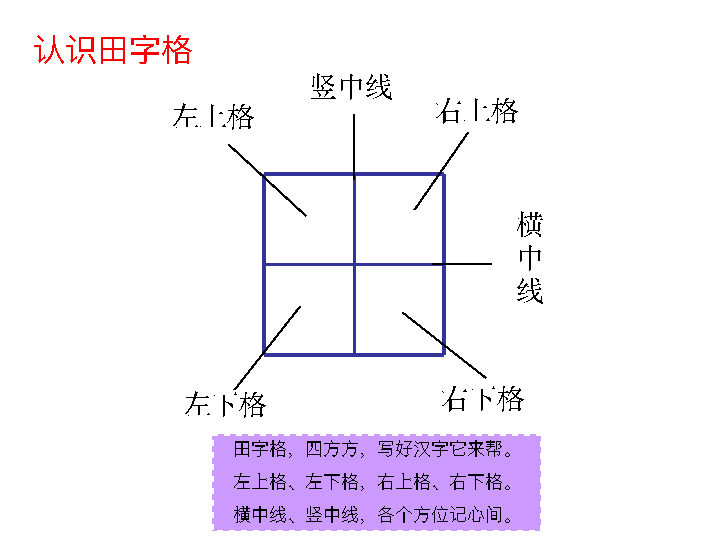 认识田字格
竖中线
左上格
右上格
横中线
左下格
右下格
田字格，四方方，写好汉字它来帮。
左上格、左下格，右上格、右下格。
横中线、竖中线，各个方位记心间。